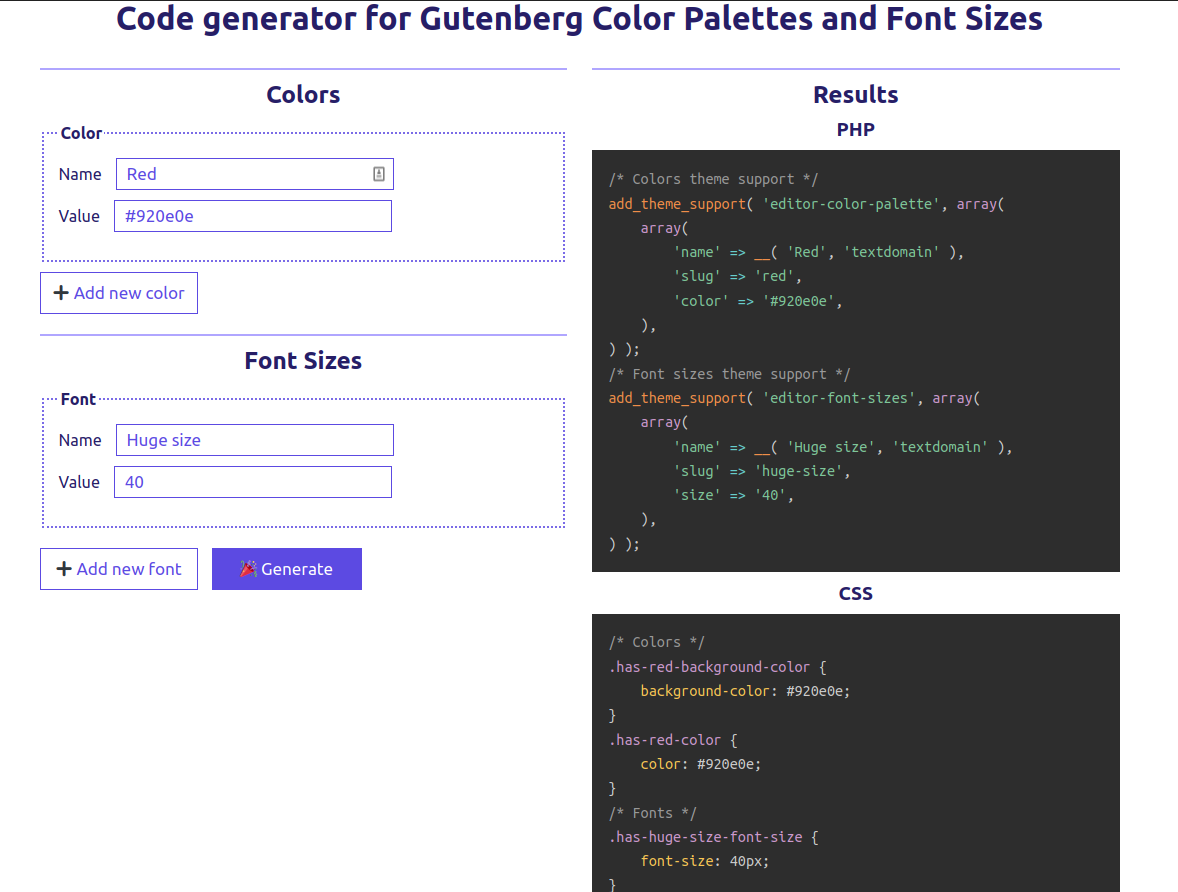 Code generator for Gutenberg Color Palettes and Font Sizes
Colors
Color
Name Red
Value #920e0e
+ Add new color
Font Sizes
Font
Name Huge size
Value 40
+ Add new font
Generate
Results
PHP
/* Colors theme support */
add_theme_support( 'editor-color-palette', array(
    array(
        'name' => __( 'Red', 'textdomain' ),
        'slug' => 'red',
        'color' => '#920e0e',
    ),
) );
/* Font sizes theme support */
add_theme_support( 'editor-font-sizes', array(
    array(
        'name' => __( 'Huge size', 'textdomain' ),
        'slug' => 'huge-size',
        'size' => '40',
    ),
) );
CSS
/* Colors */
.has-red-background-color {
    background-color: #920e0e;
}
.has-red-color {
    color: #920e0e;
}
/* Fonts */
.has-huge-size-font-size {
    font-size: 40px;
}